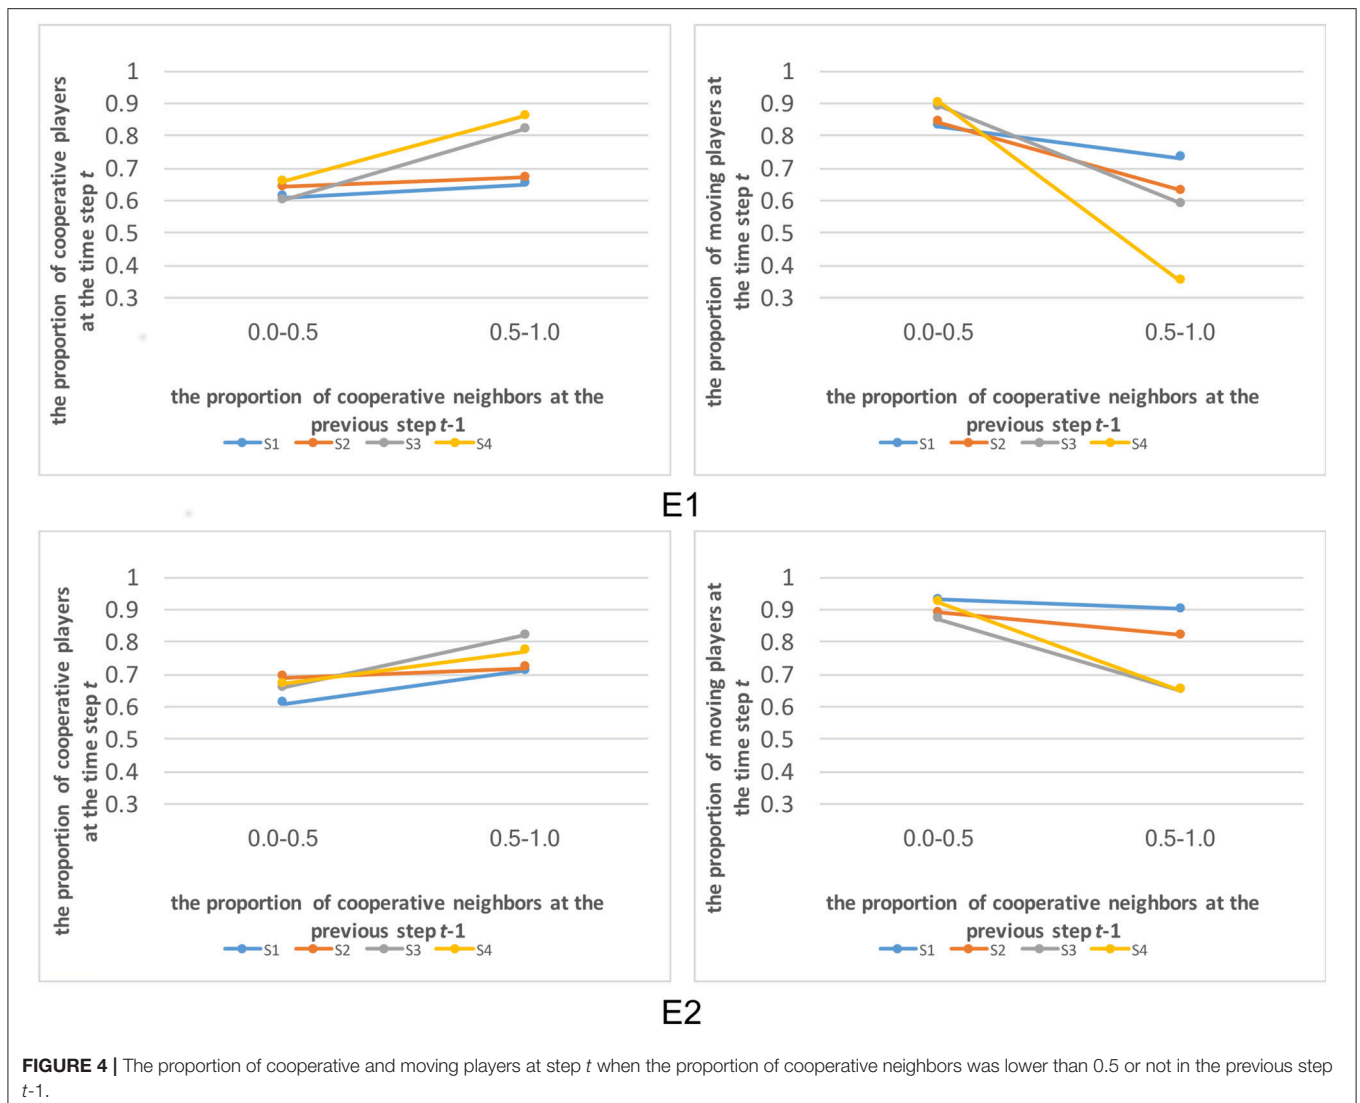 the proportion of cooperative players
at the time step t
1
0.9
0.8
0.7
0.6
0.5
0.4
0.3
0.0-0.5 0.5-1.0
the proportion of cooperative neighbors at the
previous step t-1
S1 S2 S3 S4
the proportion of moving players at
the time step t
1
0.9
0.8
0.7
0.6
0.5
0.4
0.3
0.0-0.5 0.5-1.0
the proportion of cooperative neighbors at the
previous step t-1
S1 S2 S3 S4
E1
the proportion of cooperative players
at the time step t
1
0.9
0.8
0.7
0.6
0.5
0.4
0.3
0.0-0.5 0.5-1.0
the proportion of cooperative neighbors at the
previous step t-1
S1 S2 S3 S4
the proportion of moving players at
the time step t
1
0.9
0.8
0.7
0.6
0.5
0.4
0.3
0.0-0.5 0.5-1.0
the proportion of cooperative neighbors at the
previous step t-1
S1 S2 S3 S4
E2
FIGURE 4 | The proportion of cooperative and moving players at step t when the proportion of cooperative neighbors was lower than 0.5 or not in the previous step
t-1.